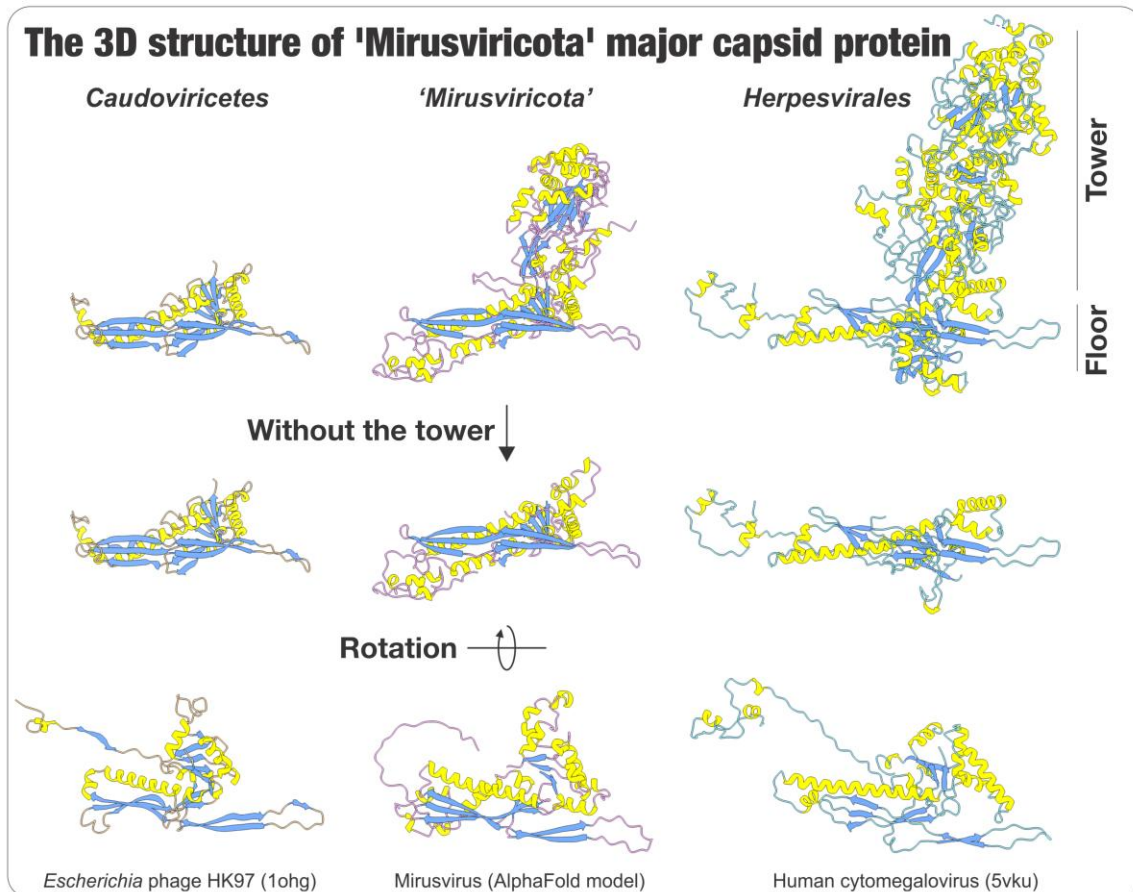 The 3D structure of 'Mirusviricota' major capsid protein
Caudoviricetes
‘Mirusviricota’
Herpesvirales
Tower
Floor
Without the tower
Rotation
Escherichia phage HK97 (1ohg)
Mirusvirus (AlphaFold model)
Human cytomegalovirus (5vku)